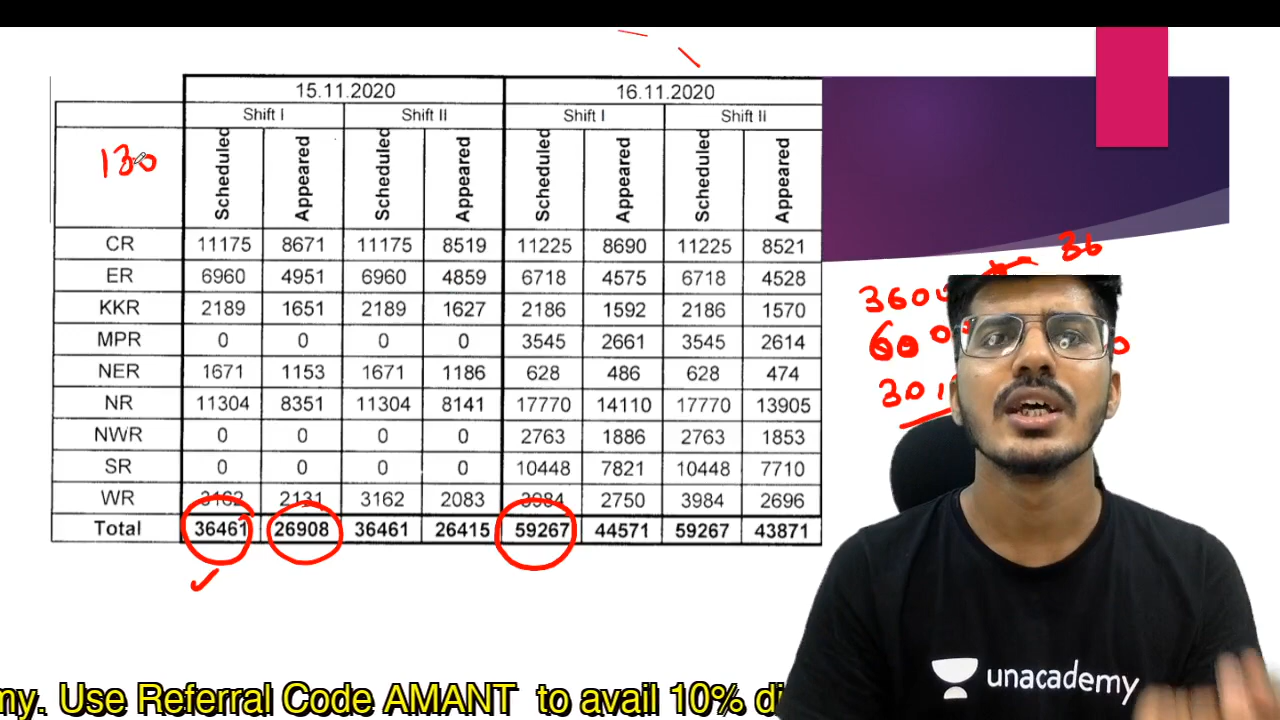 15.11.2020 16.11.2020
Shift I Shift II Shift I Shift II
130 Scheduled Appeared Scheduled Appeared Scheduled Appeared Scheduled Appeared
CR 11175 8671 11175 8519 11225 8690 11225 8521
36
ER 6960 4951 6960 4859 6718 4575 6718 4528
KKR 2189 1651 2189 1627 2186 1592 2186 1570
MPR 0 0 0 0 3545 2661 3545 2614
NER 1671 1153 1671 1186 628 486 628 474
NR 11304 8351 11304 8141 17770 14110 17770 13905
NWR 0 0 0 0 2763 1886 2763 1853
SR 0 0 0 0 10448 7821 10448 7710
WR 3162 2131 3162 2083 3984 2750 3984 2696
Total 36461 26908 36461 26415 59267 44571 59267 43871
unacademy
my. Use Referral Code AMANT to avail 10% di